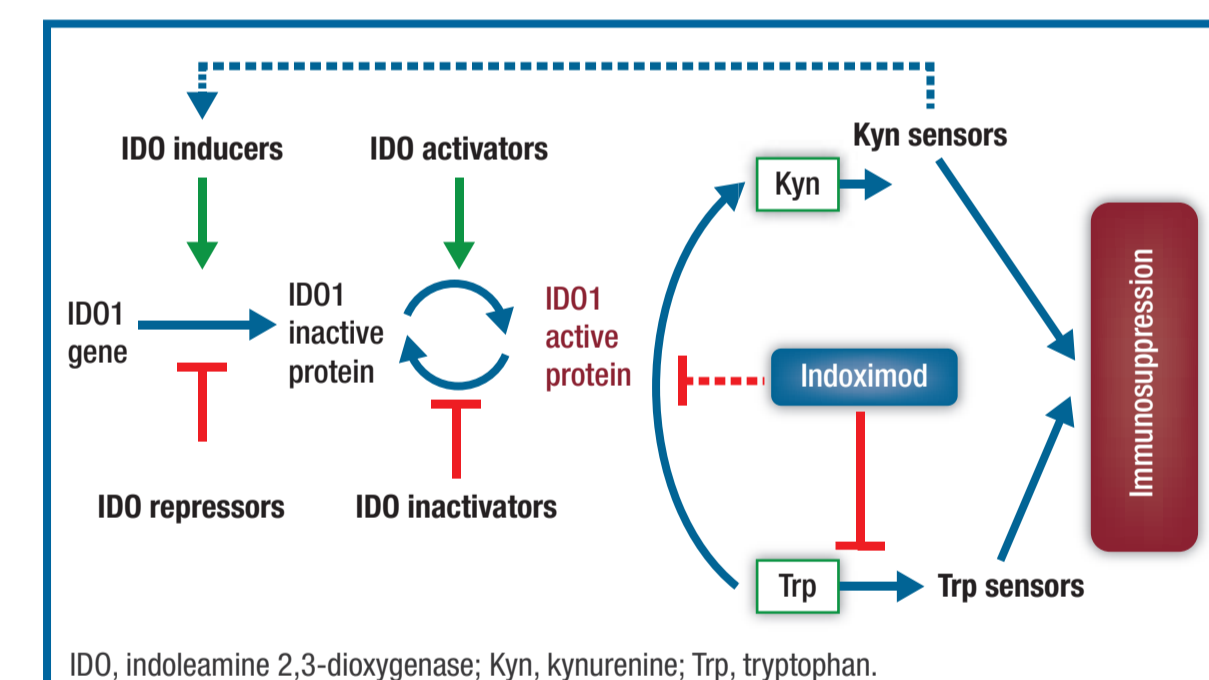 Kyn sensors
IDO inducers
IDO activators
Kyn
IDO1
gene
IDO1
inactive
protein
IDO1
active
protein
Indoximod
Immunosuppression
IDO repressors
IDO inactivators
Trp
Trp sensors
IDO, indoleamine 2,3-dioxygenase; Kyn, kynurenine; Trp, tryptophan.